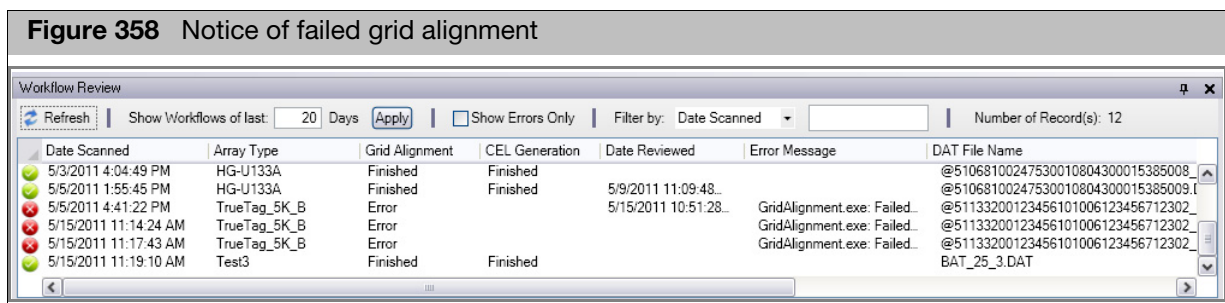 Figure 358 Notice of failed grid alignment
Workflow Review
Refresh Show Workflows of last: 20 Days Apply Show Errors Only Filter by: Date Scanned Number of Record(s): 12
Date Scanned Array Type Grid Alignment CEL Generation Date Reviewed Error Message DAT File Name
5/3/2011 4:04:49 PM HG-U133A Finished Finished @51068100247530010804300015385008_
5/5/2011 1:55:45 PM HG-U133A Finished Finished 5/9/2011 11:09:48... @51068100247530010804300015385009.
5/5/2011 4:41:22 PM TrueTag_5K_B Error 5/15/2011 10:51:28... GridAlignment.exe: Failed... @51133200123456101006123456712302_
5/15/2011 11:14:24 AM TrueTag_5K_B Error GridAlignment.exe: Failed... @51133200123456101006123456712302_
5/15/2011 11:17:43 AM TrueTag_5K_B Error GridAlignment.exe: Failed... @51133200123456101006123456712302_
5/15/2011 11:19:10 AM Test3 Finished Finished BAT_25_3.DAT